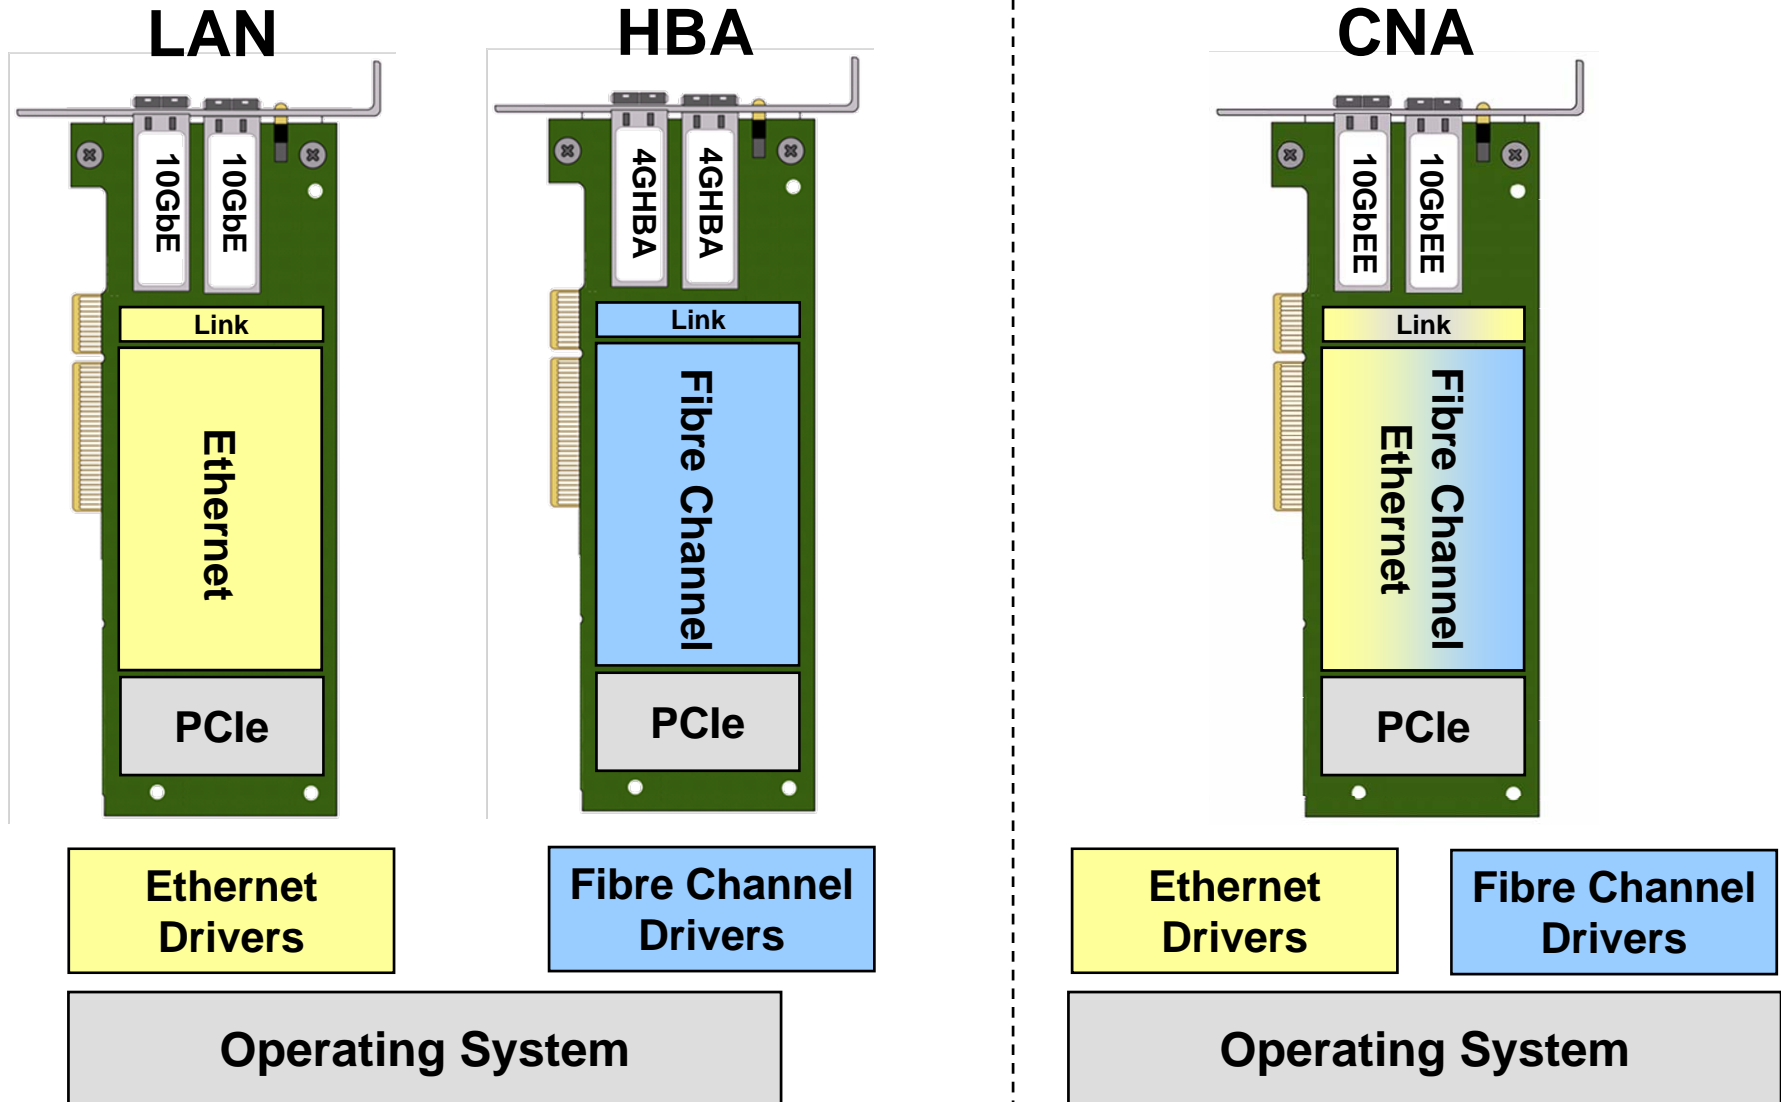 LAN
10GbE
10GbE
Link
Ethernet
PCIe
Ethernet
Drivers
HBA
4GHBA
4GHBA
Link
Fibre Channel
PCIe
Fibre Channel
Drivers
Operating System
CNA
10GbEE
10GbEE
Link
Fibre Channel
Ethernet
PCIe
Ethernet
Drivers
Fibre Channel
Drivers
Operating System